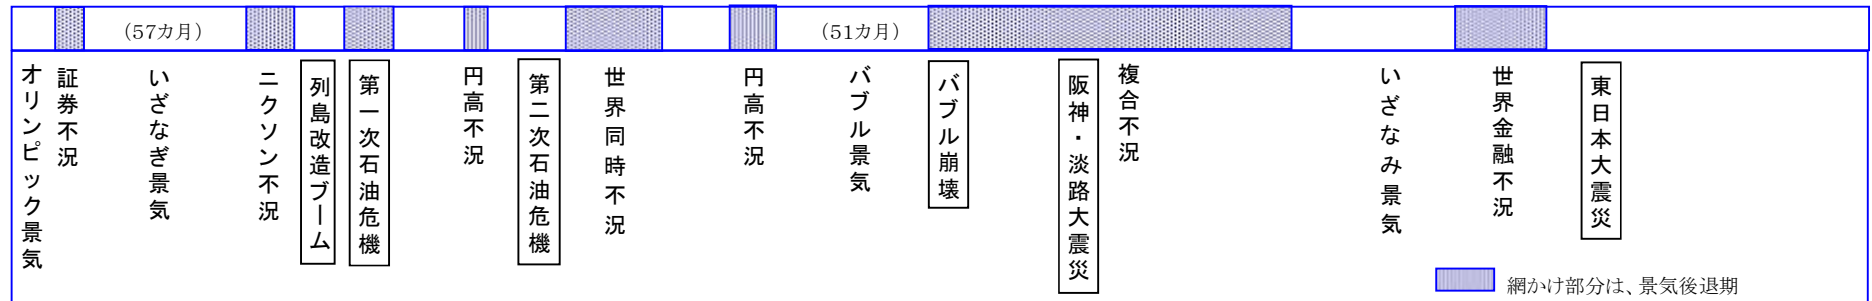 （57カ月）
（51カ月）
オリンピック景気
証券不況
いざなぎ景気
ニクソン不況
列島改造ブーム
第一次石油危機
円高不況
第二次石油危機
世界同時不況
円高不況
バブル景気
バブル崩壊
阪神・淡路大震災
複合不況
いざなみ景気
世界金融不況
東日本大震災
網かけ部分は、景気後退期